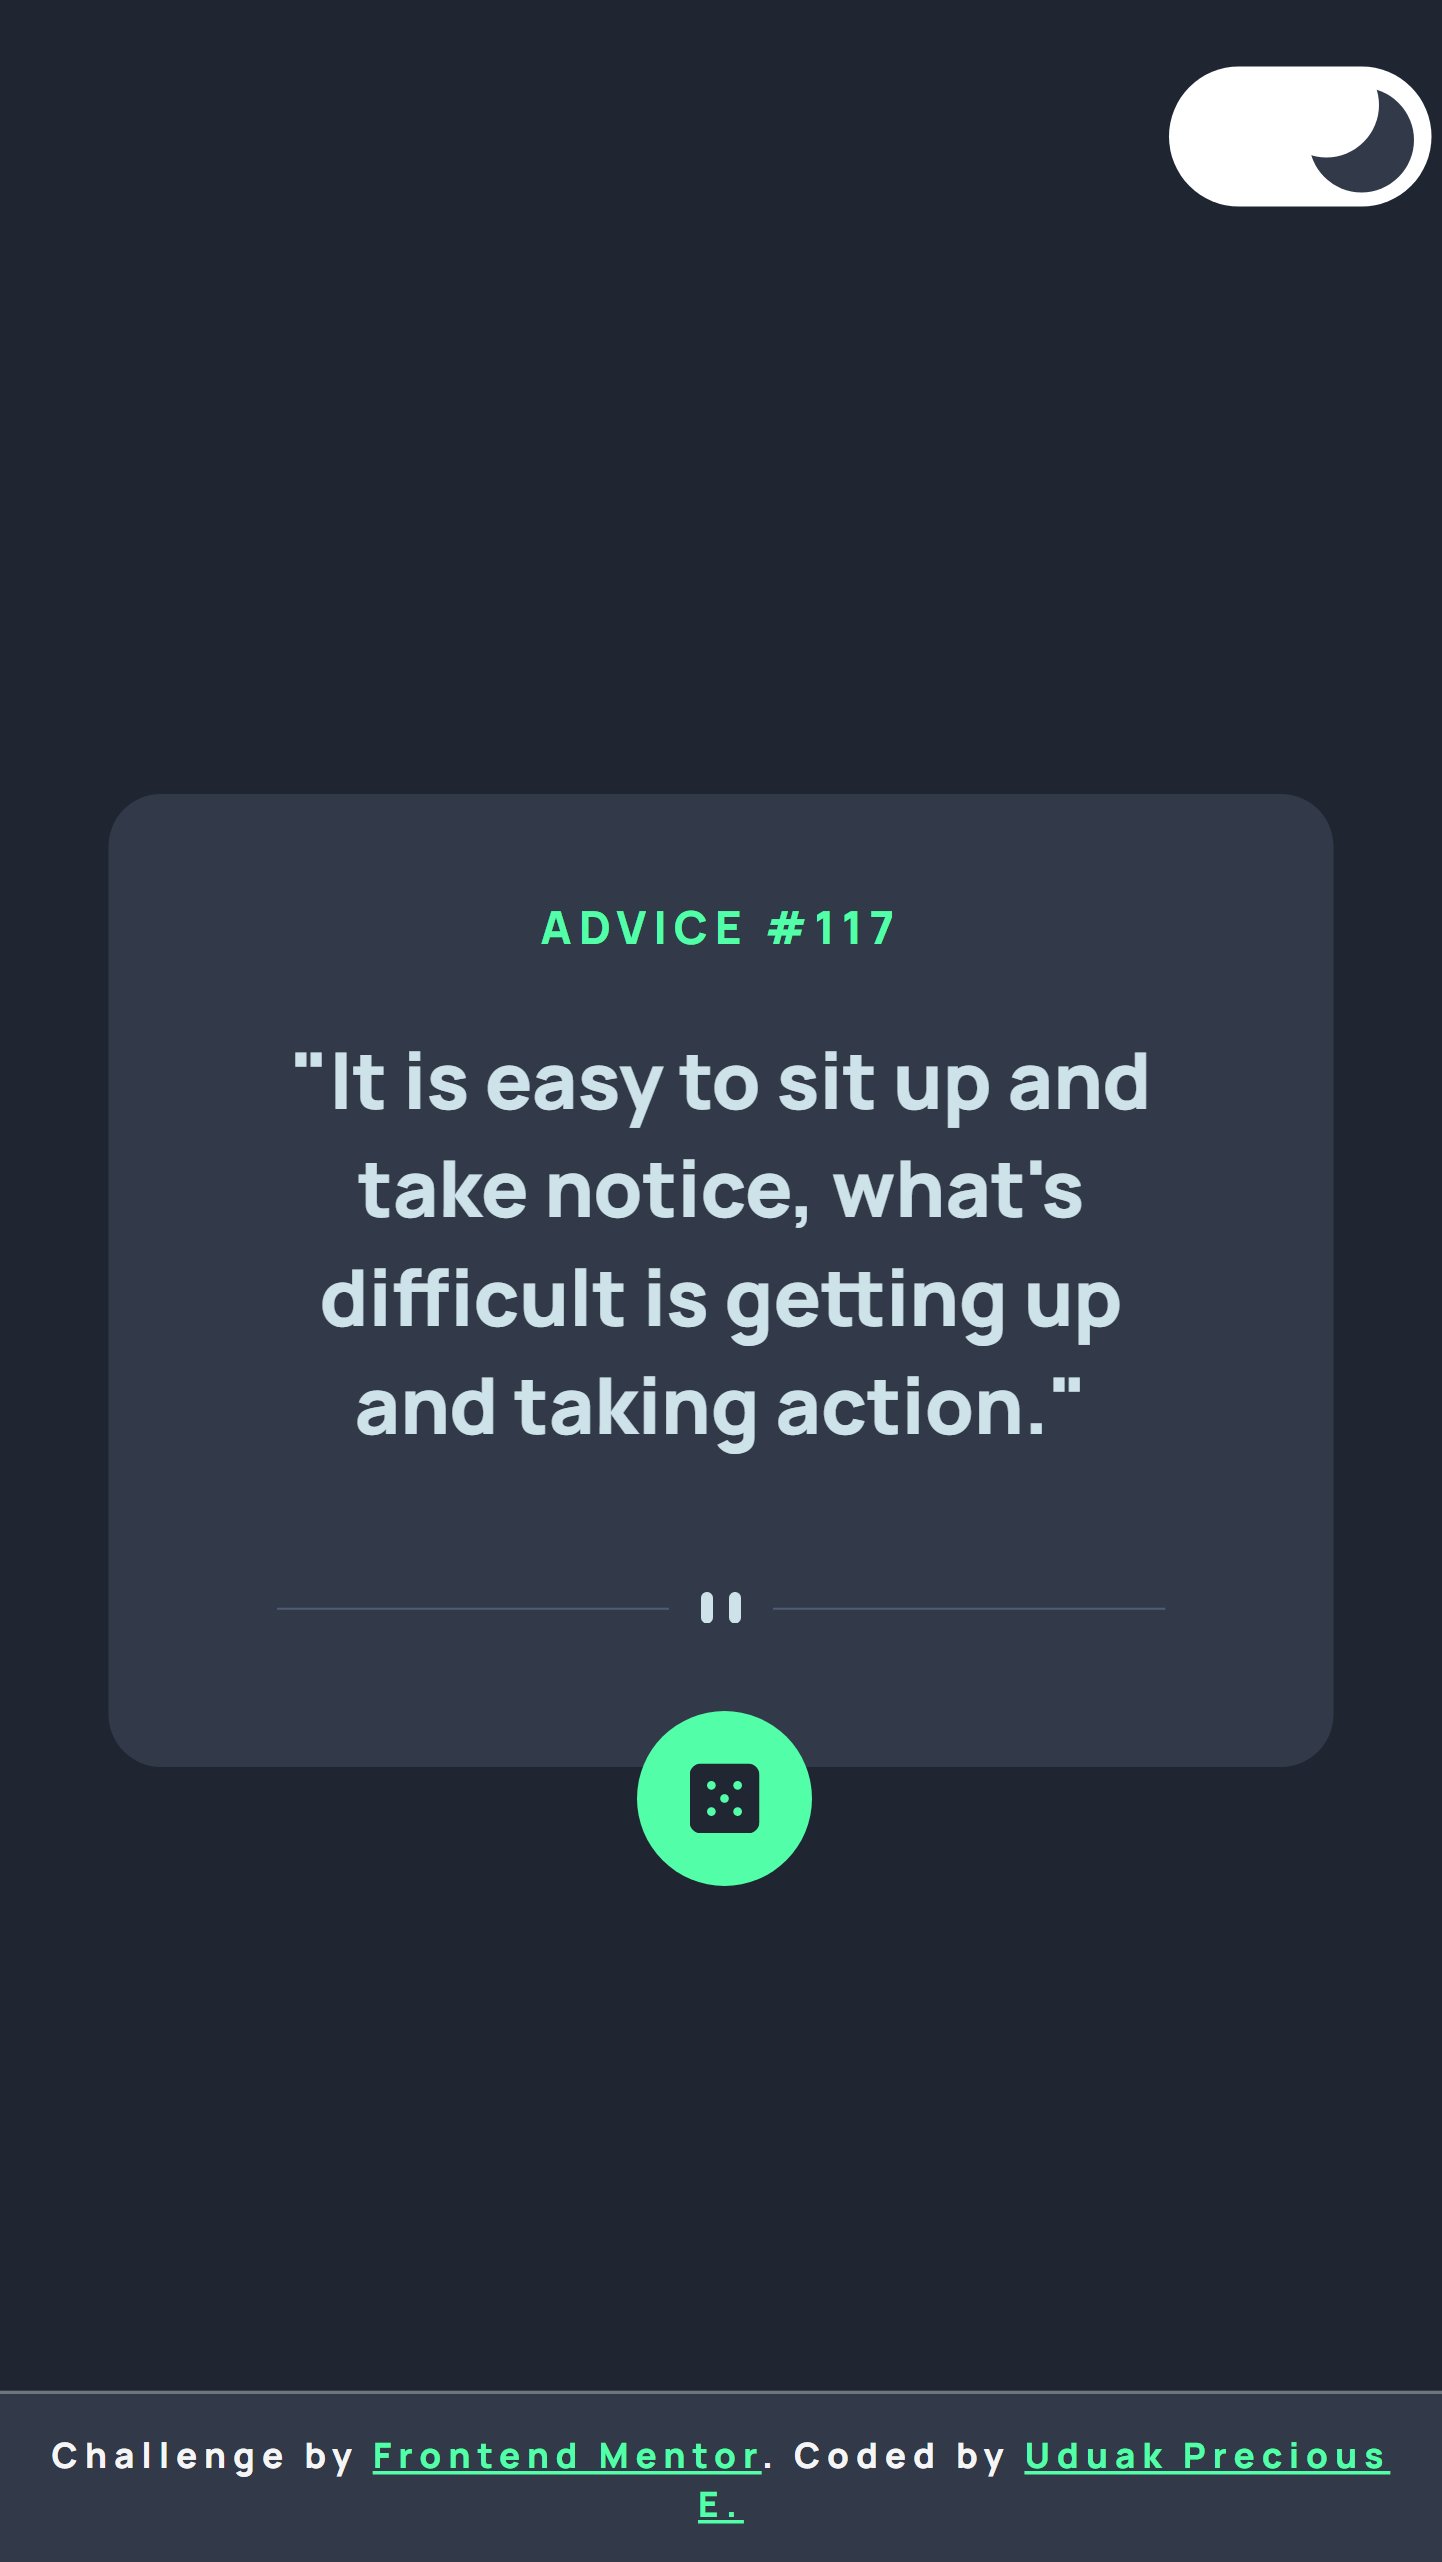 ADVICE #117
"It is easy to sit up and
take notice, what's
difficult is getting up
and taking action."
Challenge by Frontend Mentor. Coded by Uduak Precious
E.